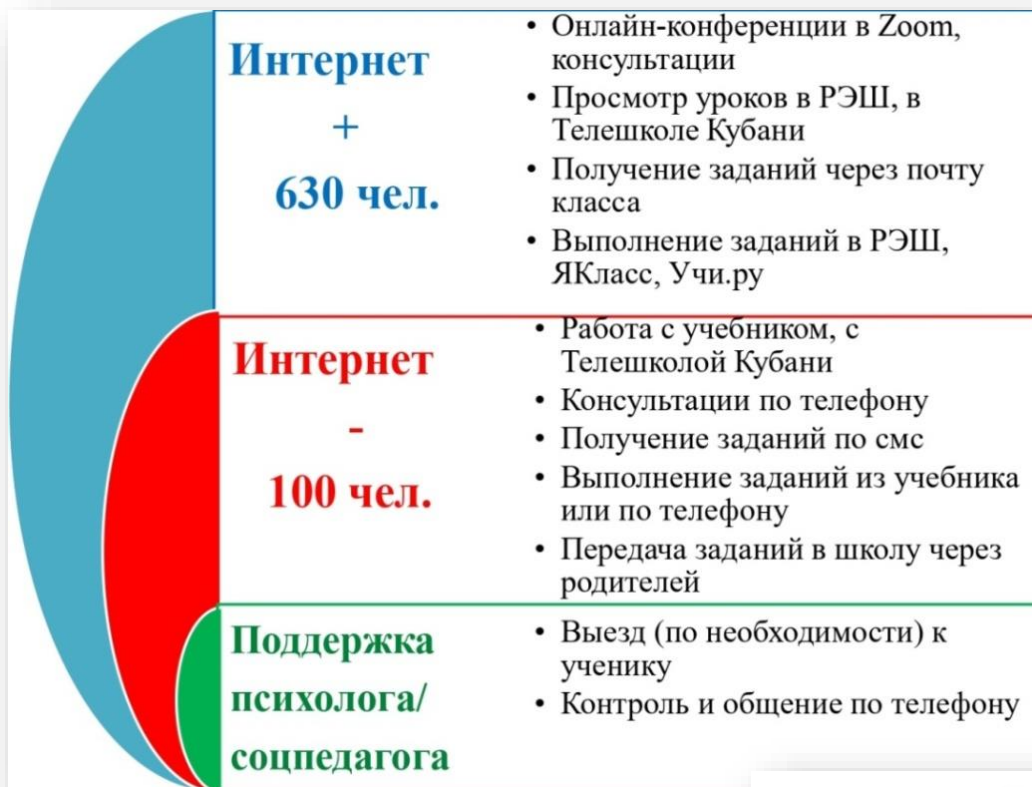 Интернет
+
630 чел.
• Онлайн-конференции в Zoom,
консультации
• Просмотр уроков в РЭШ, в
Телешколе Кубани
• Получение заданий через почту
класса
• Выполнение заданий в РЭШ,
ЯКласс, Учи.ру
Интернет
-
100 чел.
• Работа с учебником, с
Телешколой Кубани
• Консультации по телефону
• Получение заданий по смс
• Выполнение заданий из учебника
или по телефону
• Передача заданий в школу через
родителей
Поддержка
психолога/
соцпедагога
• Выезд (по необходимости) к
ученику
• Контроль и общение по телефону